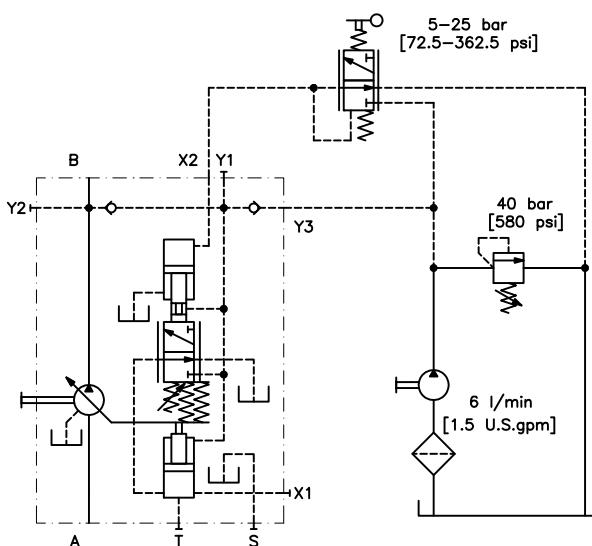 5-25 bar
[72.5-362.5 psi]
B
X2
Y1
Y2
Y3
40 bar
[580 psi]
6 l/min
[1.5 U.S.gpm]
X1
A
T
S